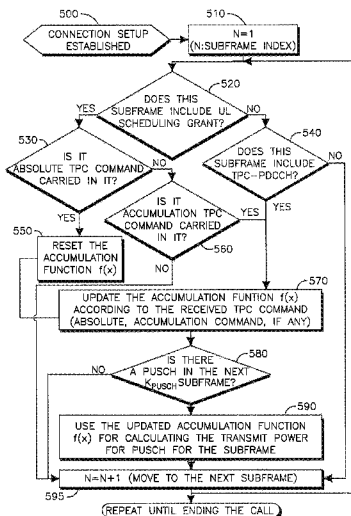 500
CONNECTION SETUP
ESTABLISHED
510
N=1
(N:SUBFRAME INDEX)
520
DOES THIS
SUBFRAME INCLUDE UL
SCHEDULING GRANT?
YES
NO
530
IS IT
ABSOLUTE TPC COMMAND
CARRIED IN IT?
NO
YES
540
DOES THIS
SUBFRAME INCLUDE
TPC-PDCCH?
NO
YES
IS IT
ACCUMULATION TPC
COMMAND CARRIED
IN IT?
YES
560
NO
550
RESET THE
ACCUMULATION
FUNCTION f(x)
570
UPDATE THE ACCUMULATION FUNTION f(x)
ACCORDING TO THE RECEIVED TPC COMMAND
(ABSOLUTE, ACCUMULATION COMMAND, IF ANY)
580
IS THERE
A PUSCH IN THE NEXT
KPUSCH SUBFRAME?
NO
590
USE THE UPDATED ACCUMULATION FUNCTION
f(x) FOR CALCULATING THE TRANSMIT POWER
FOR PUSCH FOR THE SUBFRAME
N=N+1 (MOVE TO THE NEXT SUBFRAME)
595
REPEAT UNTIL ENDING THE CALL